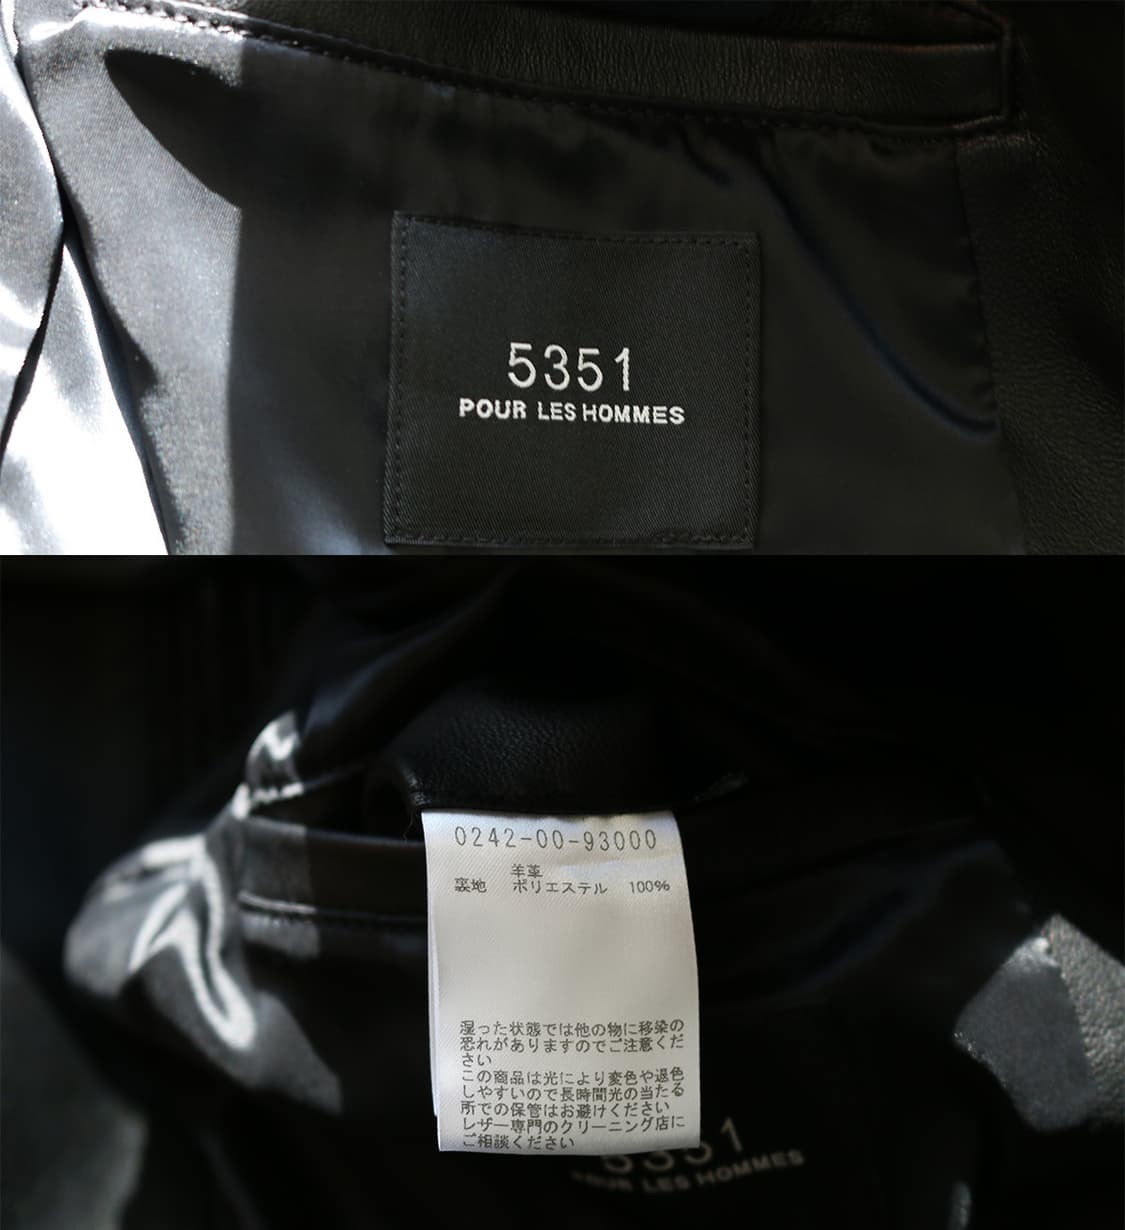 5351
POUR LES HOMMES
0242-00-93000
羊革
裏地 ポリエステル 100%
湿った状態では他の物に移染の
恐れがありますのでご注意くだ
さい
この商品は光により変色や退色
しやすいので長時間光の当たる
所での保管はお避けください
レザー専門のクリーニング店に
ご相談ください
5351
POUR LES HOMMES